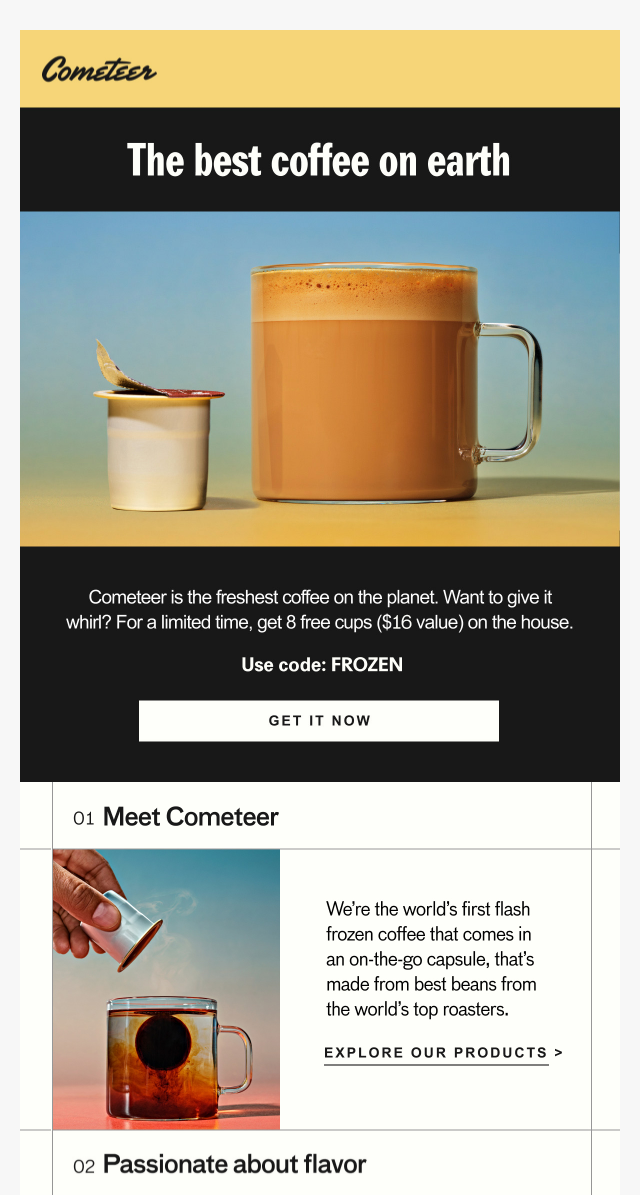 Cometeer
The best coffee on earth
Cometeer is the freshest coffee on the planet. Want to give it
whirl? For a limited time, get 8 free cups ($16 value) on the house.
Use code: FROZEN
GET IT NOW
01 Meet Cometeer
We’re the world’s first flash
frozen coffee that comes in
an on-the-go capsule, that’s
made from best beans from
the world’s top roasters.
EXPLORE OUR PRODUCTS >
02 Passionate about flavor